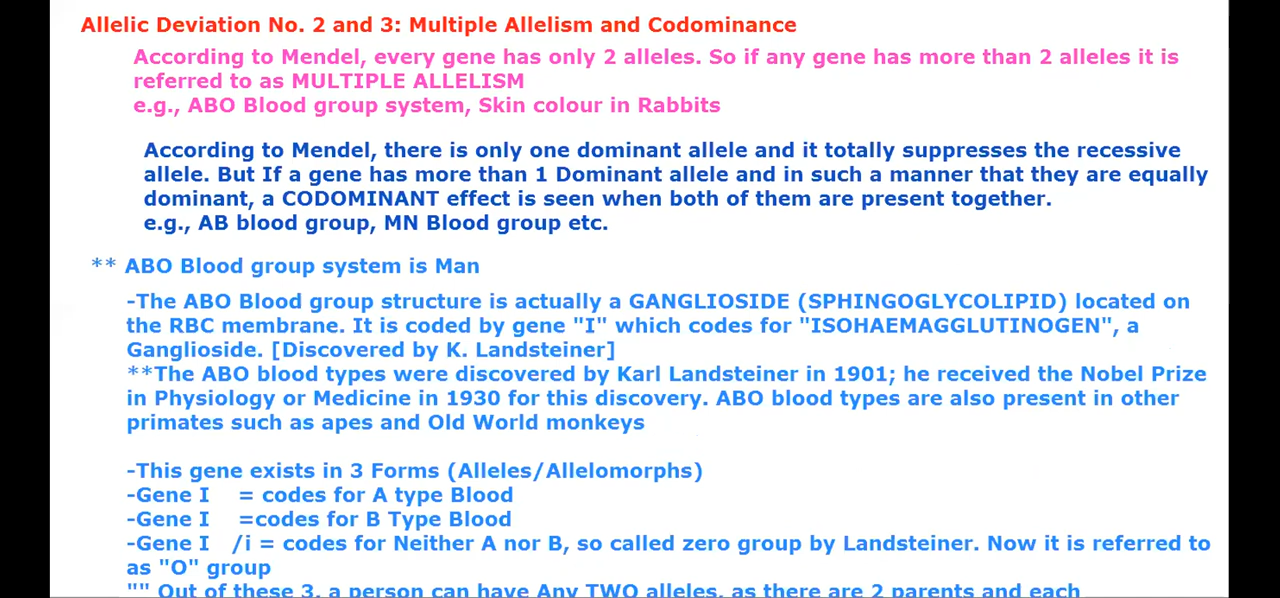 Allelic Deviation No. 2 and 3: Multiple Allelism and Codominance
According to Mendel, every gene has only 2 alleles. So if any gene has more than 2 alleles it is
referred to as MULTIPLE ALLELISM
e.g., ABO Blood group system, Skin colour in Rabbits
According to Mendel, there is only one dominant allele and it totally suppresses the recessive
allele. But If a gene has more than 1 Dominant allele and in such a manner that they are equally
dominant, a CODOMINANT effect is seen when both of them are present together.
e.g., AB blood group, MN Blood group etc.
** ABO Blood group system is Man
-The ABO Blood group structure is actually a GANGLIOSIDE (SPHINGOGLYCOLIPID) located on
the RBC membrane. It is coded by gene "I" which codes for "ISOHAEMAGGLUTINOGEN", a
Ganglioside. [Discovered by K. Landsteiner]
**The ABO blood types were discovered by Karl Landsteiner in 1901; he received the Nobel Prize
in Physiology or Medicine in 1930 for this discovery. ABO blood types are also present in other
primates such as apes and Old World monkeys
-This gene exists in 3 Forms (Alleles/Allelomorphs)
-Gene I = codes for A type Blood
-Gene I =codes for B Type Blood
-Gene I /i = codes for Neither A nor B, so called zero group by Landsteiner. Now it is referred to
as "O" group
"" Out of these 3, a person can have Any TWO alleles, as there are 2 parents and each